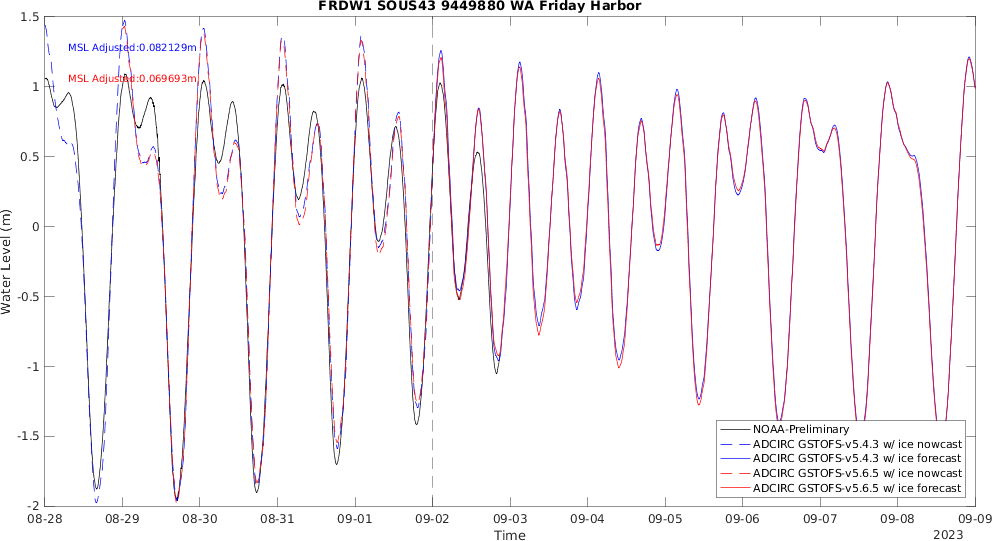 FRDW1 SOUS43 9449880 WA Friday Harbor
1.5
MSL Adjusted:0.082129m
MSL Adjusted:0.069693m
1
0.5
0
-0.5
-1
-1.5
-2
Water Level (m)
NOAA-Preliminary
ADCIRC GSTOFS-v5.4.3 w/ ice nowcast
ADCIRC GSTOFS-v5.4.3 w/ ice forecast
ADCIRC GSTOFS-v5.6.5 w/ ice nowcast
ADCIRC GSTOFS-v5.6.5 w/ ice forecast
08-28 08-29 08-30 08-31 09-01 09-02 09-03 09-04 09-05 09-06 09-07 09-08 09-09
Time
2023